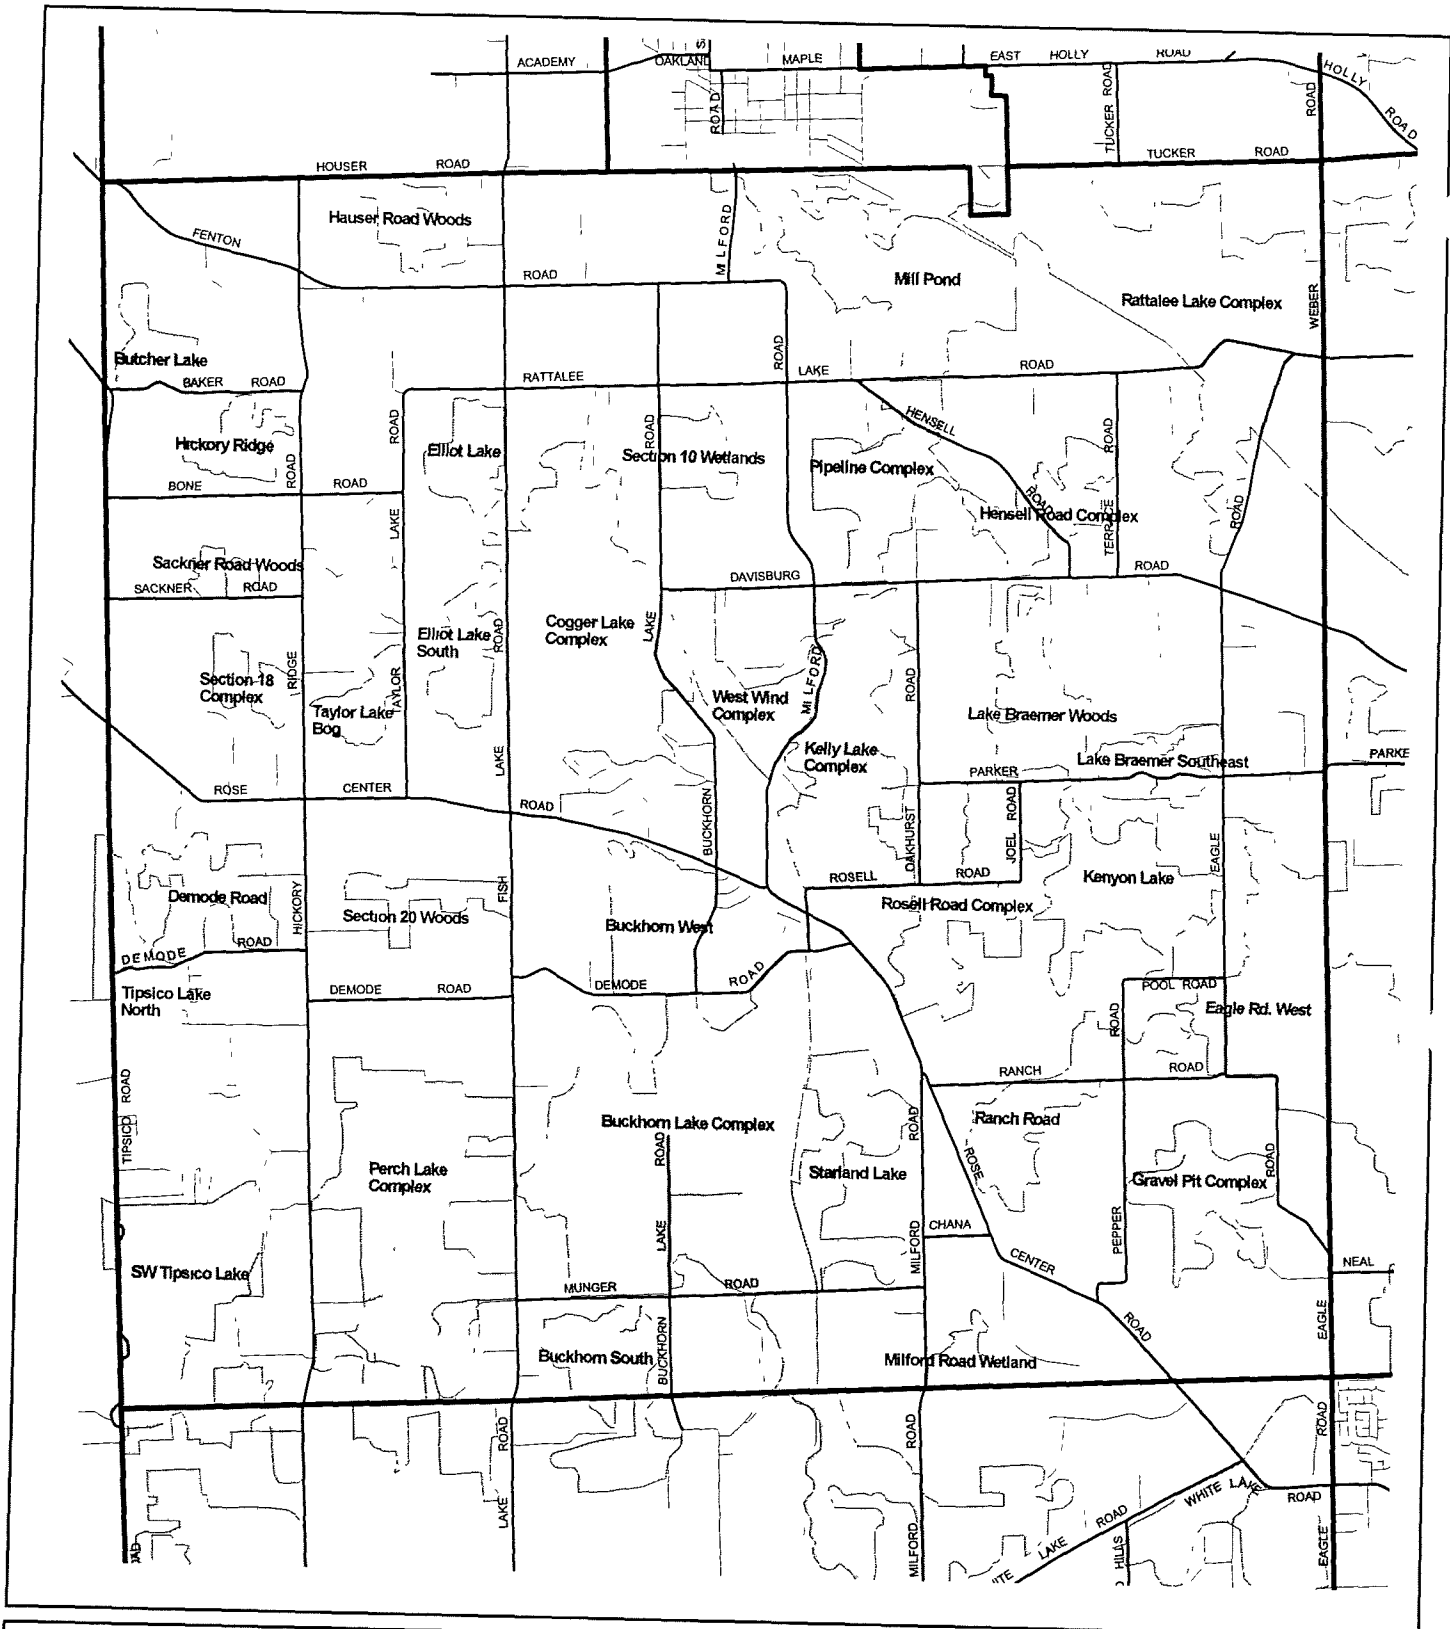 ACADEMY
OAKLAND
MAPLE
EAST HOLLY ROAD
HOLLY
ROAD
ROAD
TUCKER ROAD
ROAD
HOUSER ROAD
TUCKER ROAD
Hauser Road Woods
FENTON
MILFORD
ROAD
Mill Pond
Rattalee Lake Complex
WEBER
Butcher Lake
BAKER ROAD
RATTALEE
ROAD
LAKE
ROAD
HENSELL
ROAD
ROAD
ROAD
Hickory Ridge
Elliot Lake
Section 10 Wetlands
Pipeline Complex
ROAD
BONE
ROAD
ROAD
ROAD
LAKE
Hensell Road Complex
TERRACE
Sackner Road Woods
SACKNER ROAD
DAVISBURG
ROAD
Cogger Lake
Complex
LAKE
Elliot Lake
South
ROAD
Section 18
Complex
RIDGE
TAYLOR
Taylor Lake
Bog
West Wind
Complex
MILFORD
ROAD
Lake Braemer Woods
Kelly Lake
Complex
LAKE
Lake Braemer Southeast
PARKE
PARKER
ROSE
CENTER
ROAD
BUCKHORN
OAKHURST
JOEL ROAD
EAGLE
ROSELL
ROAD
Kenyon Lake
Demode Road
HICKORY
FISH
Section 20 Woods
Rosell Road Complex
Buckhorn West
DEMODE
ROAD
ROAD
DEMODE
DEMODE ROAD
POOL ROAD
Tipsico Lake
North
Eagle Rd. West
ROAD
RANCH
ROAD
ROAD
TIPSICO
Buckhorn Lake Complex
ROAD
ROAD
Ranch Road
ROSE
Perch Lake
Complex
Starland Lake
Gravel Pit Complex
ROAD
LAKE
MILFORD
CHANA
PEPPER
CENTER
NEAL
SW Tipsico Lake
MUNGER
ROAD
ROAD
EAGLE
Buckhorn South
BUCKHORN
Milford Road Wetland
ROAD
ROAD
ROAD
LAKE
MILFORD
WHITE LAKE
ROAD
ROAD
LAKE
HILLS
EAGLE